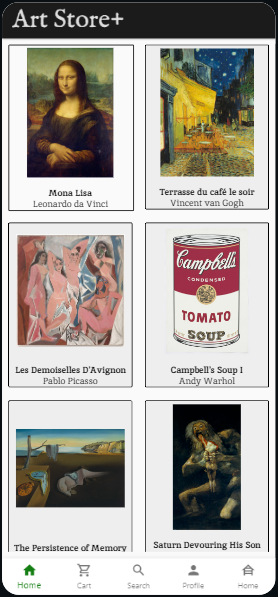 Art Store+
Mona Lisa
Leonardo da Vinci
Terrasse du café le soir
Vincent van Gogh
Campbell's
CONDENSED
TOMATO
SOUP
Les Demoiselles D'Avignon
Pablo Picasso
Campbell's Soup I
Andy Warhol
The Persistence of Memory
Saturn Devouring His Son
Home
Cart
Search
Profile
Home